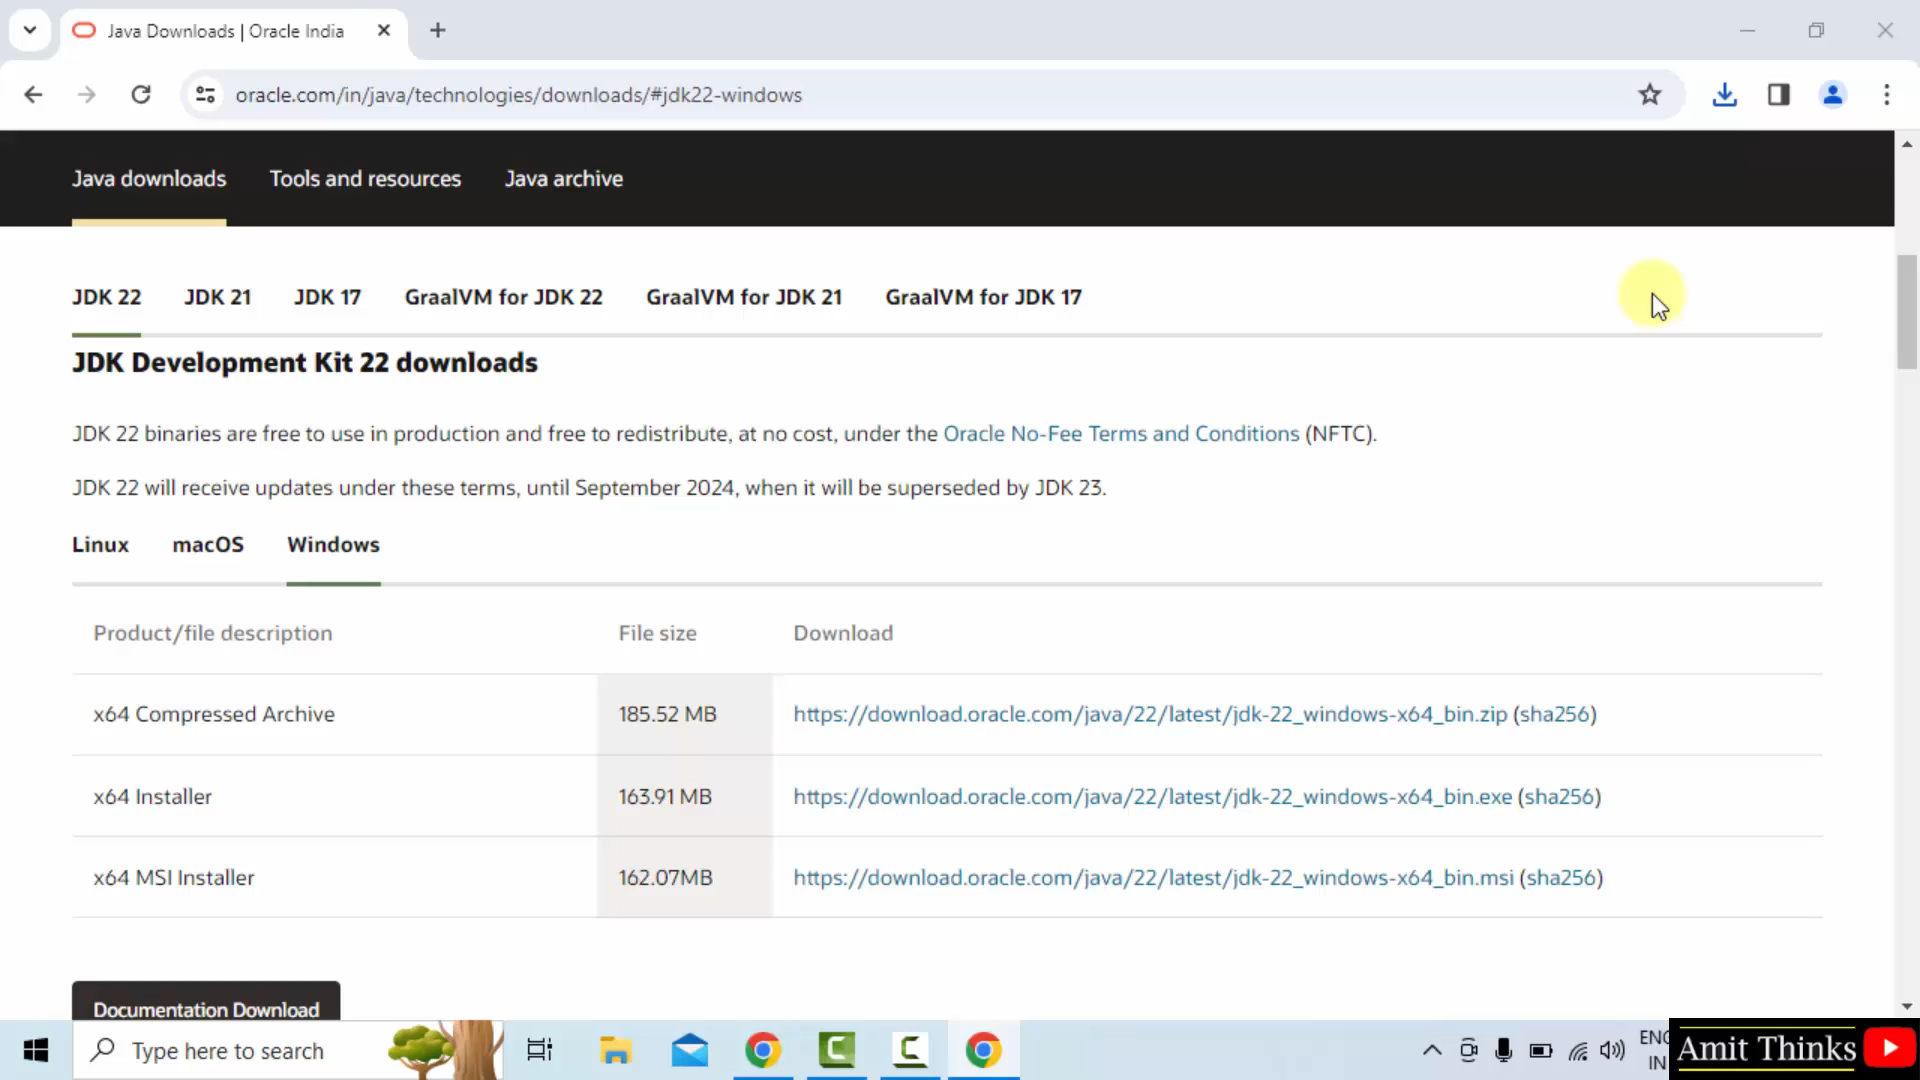 Java Downloads | Oracle India
oracle.com/in/java/technologies/downloads/#jdk22-windows
Java downloads Tools and resources Java archive
JDK 22 JDK 21 JDK 17 GraalVM for JDK 22 GraalVM for JDK 21 GraalVM for JDK 17
JDK Development Kit 22 downloads
JDK 22 binaries are free to use in production and free to redistribute, at no cost, under the Oracle No-Fee Terms and Conditions (NFTC).
JDK 22 will receive updates under these terms, until September 2024, when it will be superseded by JDK 23.
Linux macOS Windows
Product/file description File size Download
x64 Compressed Archive 185.52 MB https://download.oracle.com/java/22/latest/jdk-22_windows-x64_bin.zip (sha256)
x64 Installer 163.91 MB https://download.oracle.com/java/22/latest/jdk-22_windows-x64_bin.exe (sha256)
x64 MSI Installer 162.07MB https://download.oracle.com/java/22/latest/jdk-22_windows-x64_bin.msi (sha256)
Documentation Download
Type here to search
ENG
IN
Amit Thinks